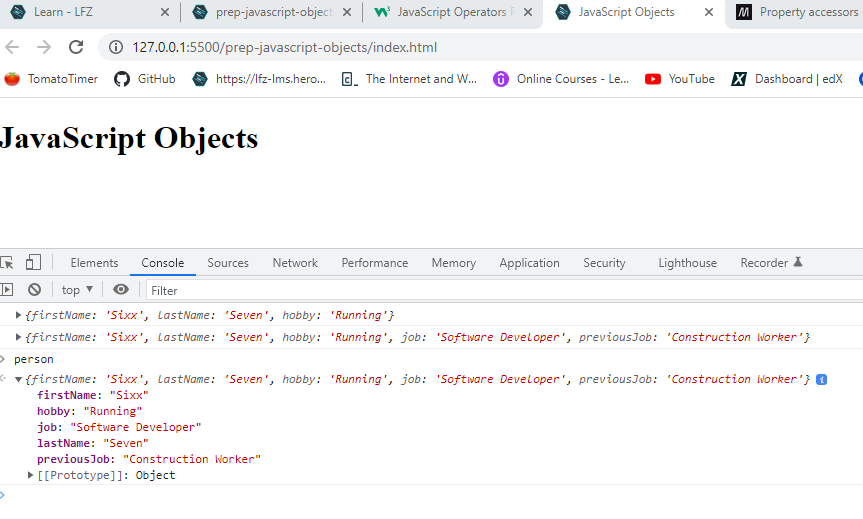 Learn - LFZ prep-javascript-object JavaScript Operators JavaScript Objects Property accessors
127.0.0.1:5500/prep-javascript-objects/index.html
TomatoTimer GitHub https://lfz-lms.hero... The Internet and W... Online Courses - Le... YouTube Dashboard | edX
JavaScript Objects
Elements Console Sources Network Performance Memory Application Security Lighthouse Recorder
top Filter
{firstName: 'Sixx', lastName: 'Seven', hobby: 'Running'}
{firstName: 'Sixx', lastName: 'Seven', hobby: 'Running', job: 'Software Developer', previousJob: 'Construction Worker'}
person
{firstName: 'Sixx', lastName: 'Seven', hobby: 'Running', job: 'Software Developer', previousJob: 'Construction Worker'}
firstName: "Sixx"
hobby: "Running"
job: "Software Developer"
lastName: "Seven"
previousJob: "Construction Worker"
[[Prototype]]: Object